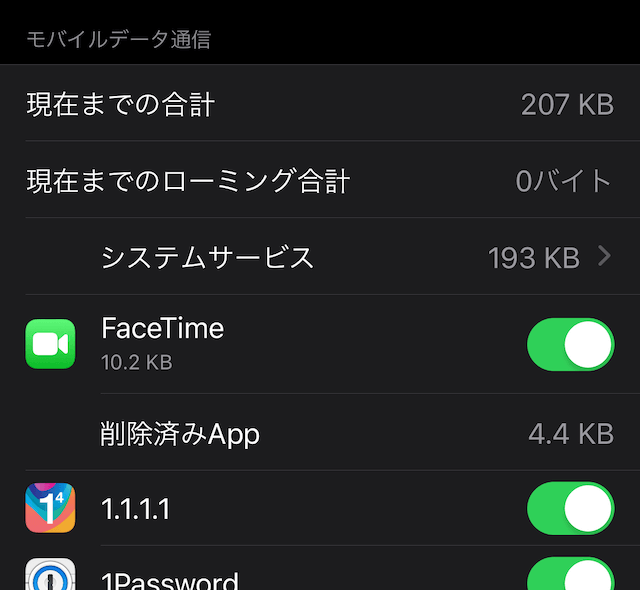 モバイルデータ通信
現在までの合計 207 KB
現在までのローミング合計 0バイト
システムサービス 193 KB
FaceTime
10.2 KB
削除済みApp 4.4 KB
1⁴ 1.1.1.1
1Password